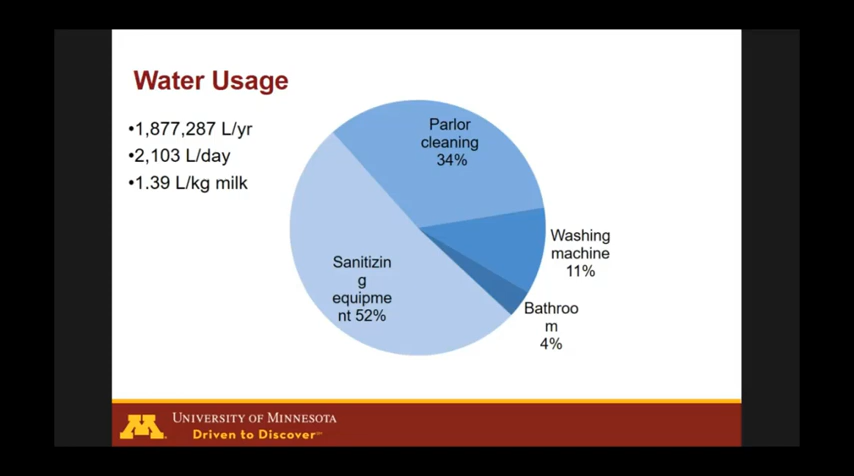 Water Usage
•1,877,287 L/yr
•2,103 L/day
•1.39 L/kg milk
Parlor
cleaning
34%
Washing
machine
11%
Sanitizin
g
equipme
nt 52%
Bathroo
m
4%
M
UNIVERSITY OF MINNESOTA
Driven to Discover℠